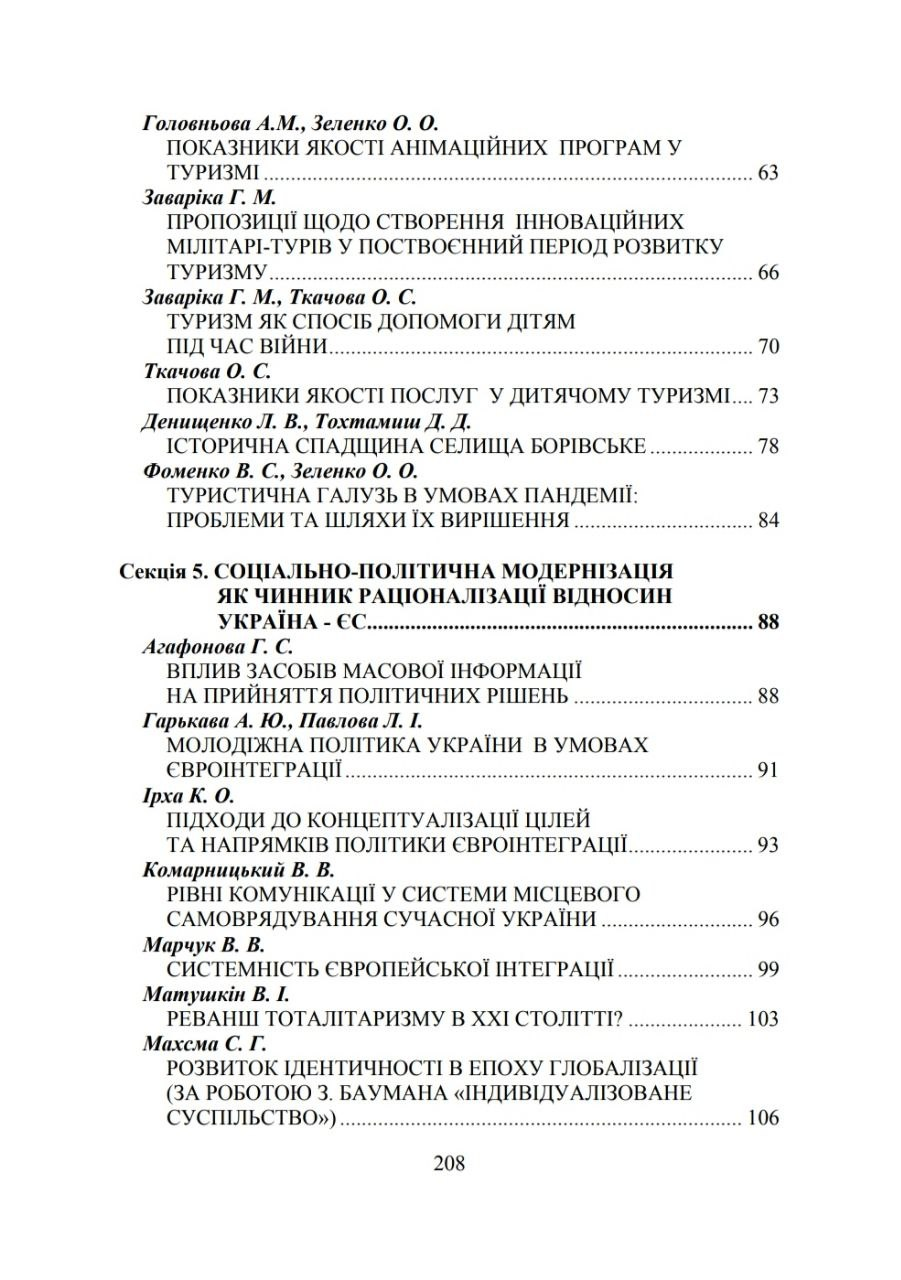 Головньова А.М., Зеленко О. О.
ПОКАЗНИКИ ЯКОСТІ АНІМАЦІЙНИХ ПРОГРАМ У
ТУРИЗМІ ........................................................................................ 63
Заваріка Г. М.
ПРОПОЗИЦІЇ ЩОДО СТВОРЕННЯ ІННОВАЦІЙНИХ
МІЛІТАРІ-ТУРІВ У ПОСТВОЄННИЙ ПЕРІОД РОЗВИТКУ
ТУРИЗМУ....................................................................................... 66
Заваріка Г. М., Ткачова О. С.
ТУРИЗМ ЯК СПОСІБ ДОПОМОГИ ДІТЯМ
ПІД ЧАС ВІЙНИ............................................................................ 70
Ткачова О. С.
ПОКАЗНИКИ ЯКОСТІ ПОСЛУГ У ДИТЯЧОМУ ТУРИЗМІ.... 73
Денищенко Л. В., Тохтамиш Д. Д.
ІСТОРИЧНА СПАДЩИНА СЕЛИЩА БОРІВСЬКЕ ................... 78
Фоменко В. С., Зеленко О. О.
ТУРИСТИЧНА ГАЛУЗЬ В УМОВАХ ПАНДЕМІЇ:
ПРОБЛЕМИ ТА ШЛЯХИ ЇХ ВИРІШЕННЯ ................................ 84
Секція 5. СОЦІАЛЬНО-ПОЛІТИЧНА МОДЕРНІЗАЦІЯ
ЯК ЧИННИК РАЦІОНАЛІЗАЦІЇ ВІДНОСИН
УКРАЇНА - ЄС........................................................................ 88
Агафонова Г. С.
ВПЛИВ ЗАСОБІВ МАСОВОЇ ІНФОРМАЦІЇ
НА ПРИЙНЯТТЯ ПОЛІТИЧНИХ РІШЕНЬ ................................ 88
Гарькава А. Ю., Павлова Л. І.
МОЛОДІЖНА ПОЛІТИКА УКРАЇНИ В УМОВАХ
ЄВРОІНТЕГРАЦІЇ ......................................................................... 91
Ірха К. О.
ПІДХОДИ ДО КОНЦЕПТУАЛІЗАЦІЇ ЦІЛЕЙ
ТА НАПРЯМКІВ ПОЛІТИКИ ЄВРОІНТЕГРАЦІЇ...................... 93
Комарницький В. В.
РІВНІ КОМУНІКАЦІЇ У СИСТЕМИ МІСЦЕВОГО
САМОВРЯДУВАННЯ СУЧАСНОЇ УКРАЇНИ ........................... 96
Марчук В. В.
СИСТЕМНІСТЬ ЄВРОПЕЙСЬКОЇ ІНТЕГРАЦІЇ ........................ 99
Матушкін В. І.
РЕВАНШ ТОТАЛІТАРИЗМУ В ХХІ СТОЛІТТІ? .................... 103
Махсма С. Г.
РОЗВИТОК ІДЕНТИЧНОСТІ В ЕПОХУ ГЛОБАЛІЗАЦІЇ
(ЗА РОБОТОЮ З. БАУМАНА «ІНДИВІДУАЛІЗОВАНЕ
СУСПІЛЬСТВО») ........................................................................ 106
208